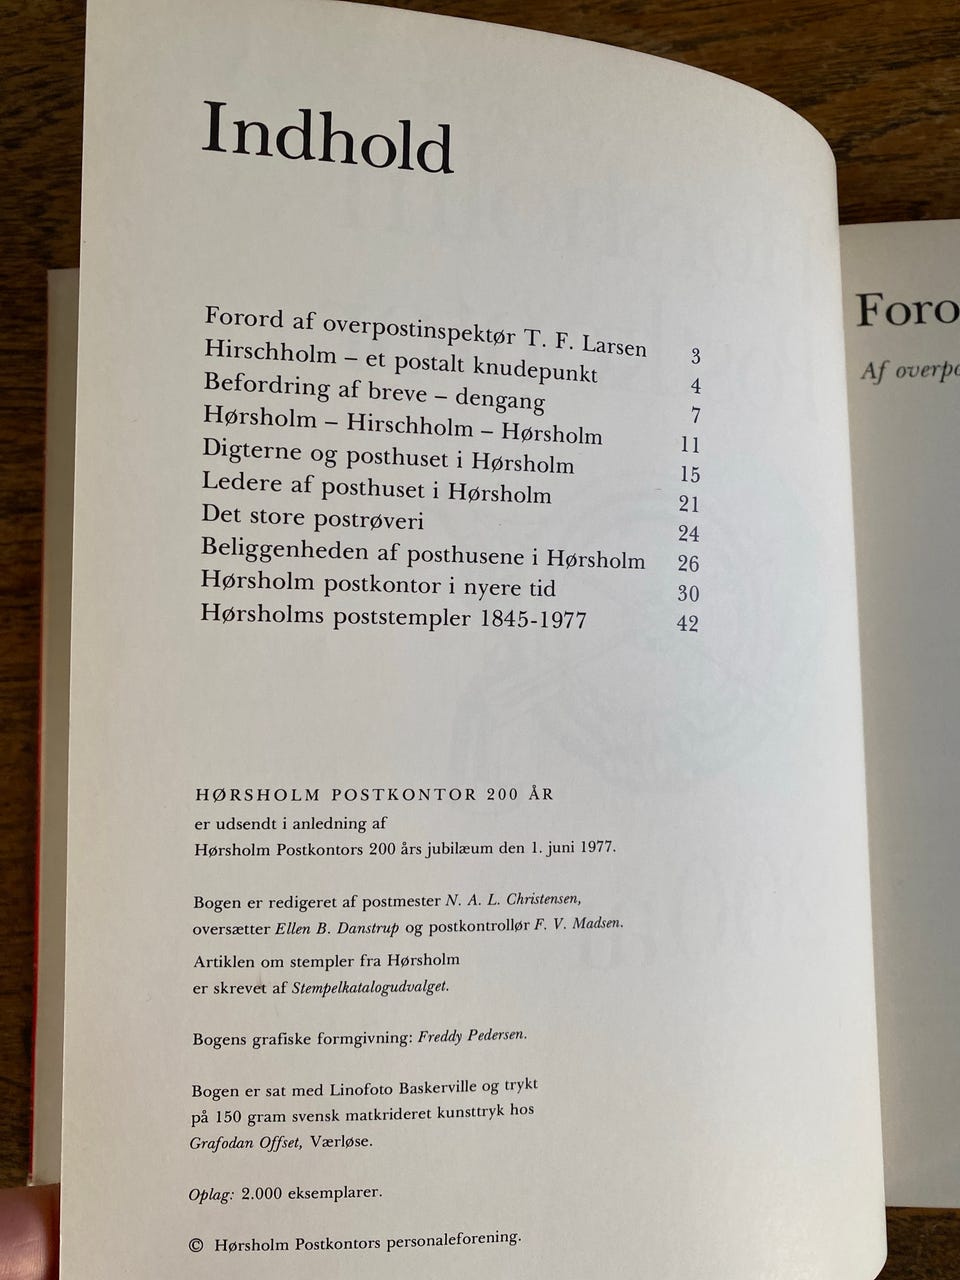 Indhold
Forord af overpostinspektør T. F. Larsen 3
Hirschholm – et postalt knudepunkt 4
Befordring af breve – dengang 7
Hørsholm – Hirschholm – Hørsholm 11
Digterne og posthuset i Hørsholm 15
Ledere af posthuset i Hørsholm 21
Det store postrøveri 24
Beliggenheden af posthusene i Hørsholm 26
Hørsholm postkontor i nyere tid 30
Hørsholms poststempler 1845-1977 42
HØRSHOLM POSTKONTOR 200 ÅR
er udsendt i anledning af
Hørsholm Postkontors 200 års jubilæum den 1. juni 1977.
Bogen er redigeret af postmester N. A. L. Christensen,
oversætter Ellen B. Danstrup og postkontrollør F. V. Madsen.
Artiklen om stempler fra Hørsholm
er skrevet af Stempelkatalogudvalget.
Bogens grafiske formgivning: Freddy Pedersen.
Bogen er sat med Linofoto Baskerville og trykt
på 150 gram svensk matkrideret kunsttryk hos
Grafodan Offset, Værløse.
Oplag: 2.000 eksemplarer.
© Hørsholm Postkontors personaleforening.
Foro
Af overpo